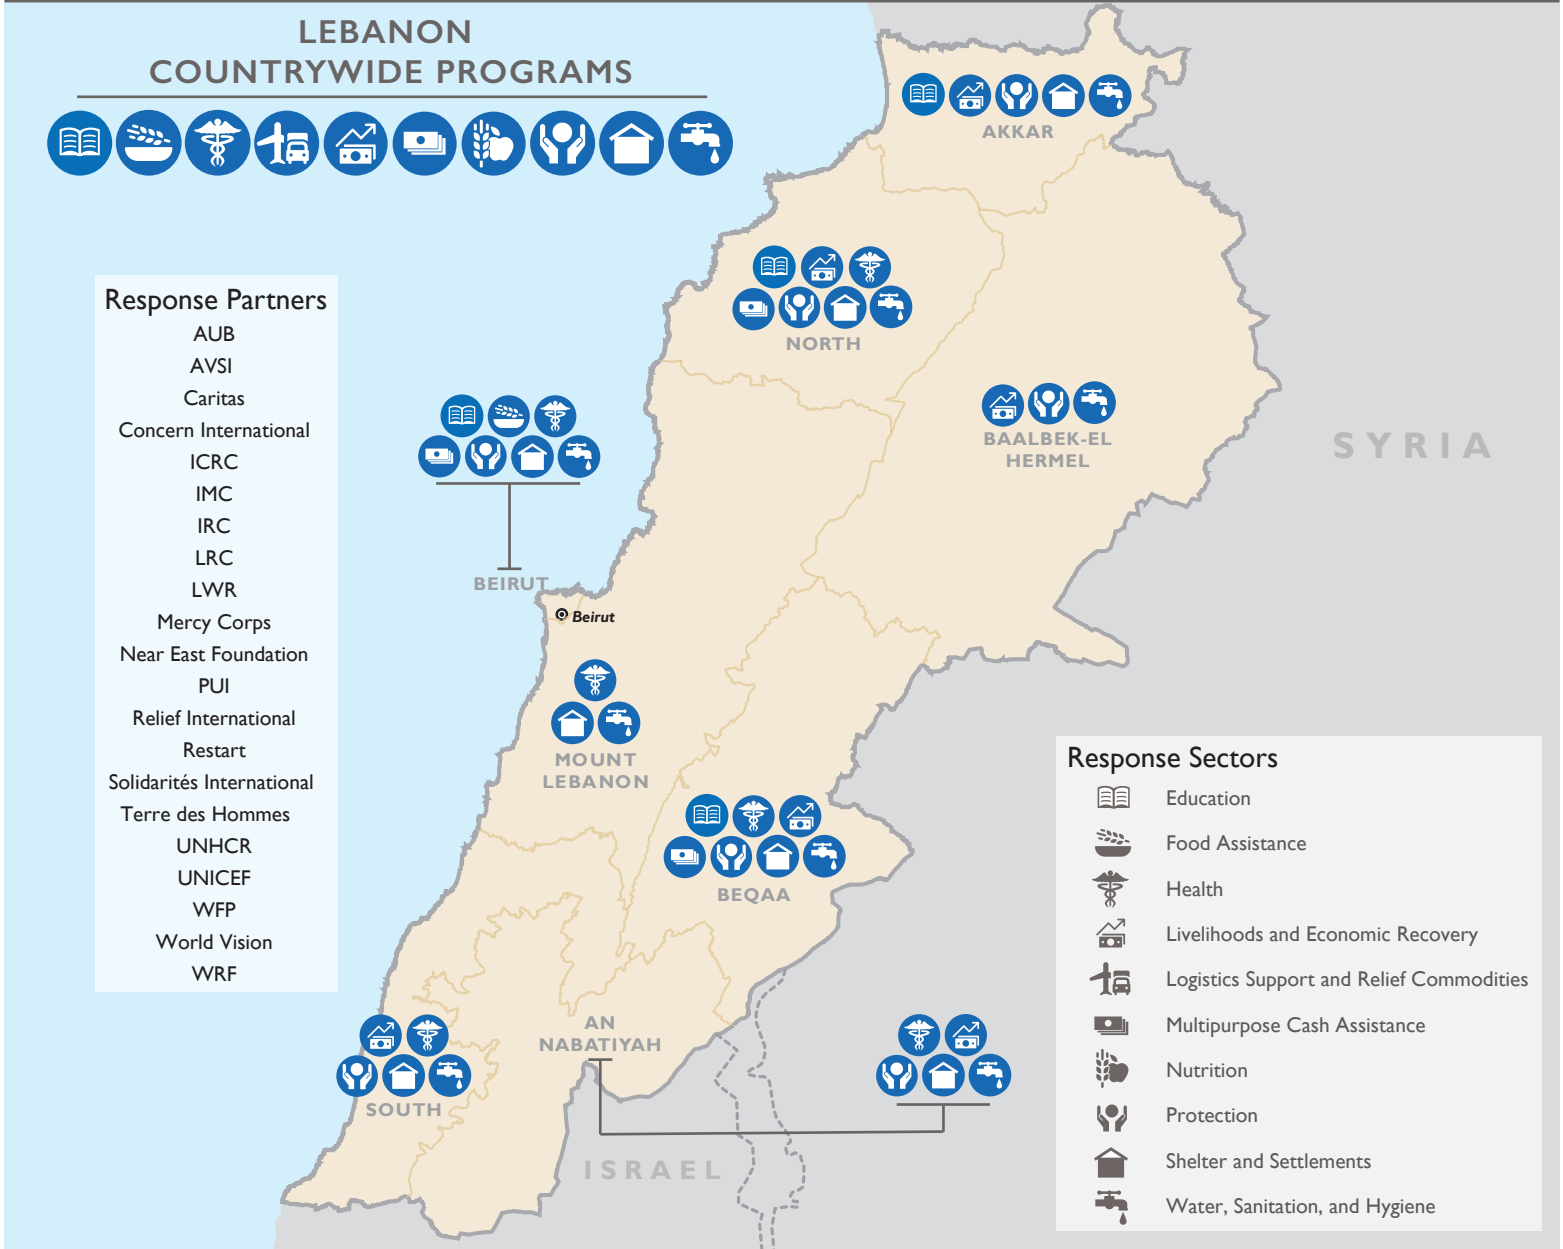 LEBANON
COUNTRYWIDE PROGRAMS
AKKAR
Response Partners
AUB
AVSI
Caritas
Concern International
ICRC
IMC
IRC
LRC
LWR
Mercy Corps
Near East Foundation
PUI
Relief International
Restart
Solidarités International
Terre des Hommes
UNHCR
UNICEF
WFP
World Vision
WRF
NORTH
BAALBEK-EL
HERMEL
SYRIA
BEIRUT
Beirut
MOUNT
LEBANON
BEQAA
AN
NABATIYAH
SOUTH
ISRAEL
Response Sectors
Education
Food Assistance
Health
Livelihoods and Economic Recovery
Logistics Support and Relief Commodities
Multipurpose Cash Assistance
Nutrition
Protection
Shelter and Settlements
Water, Sanitation, and Hygiene